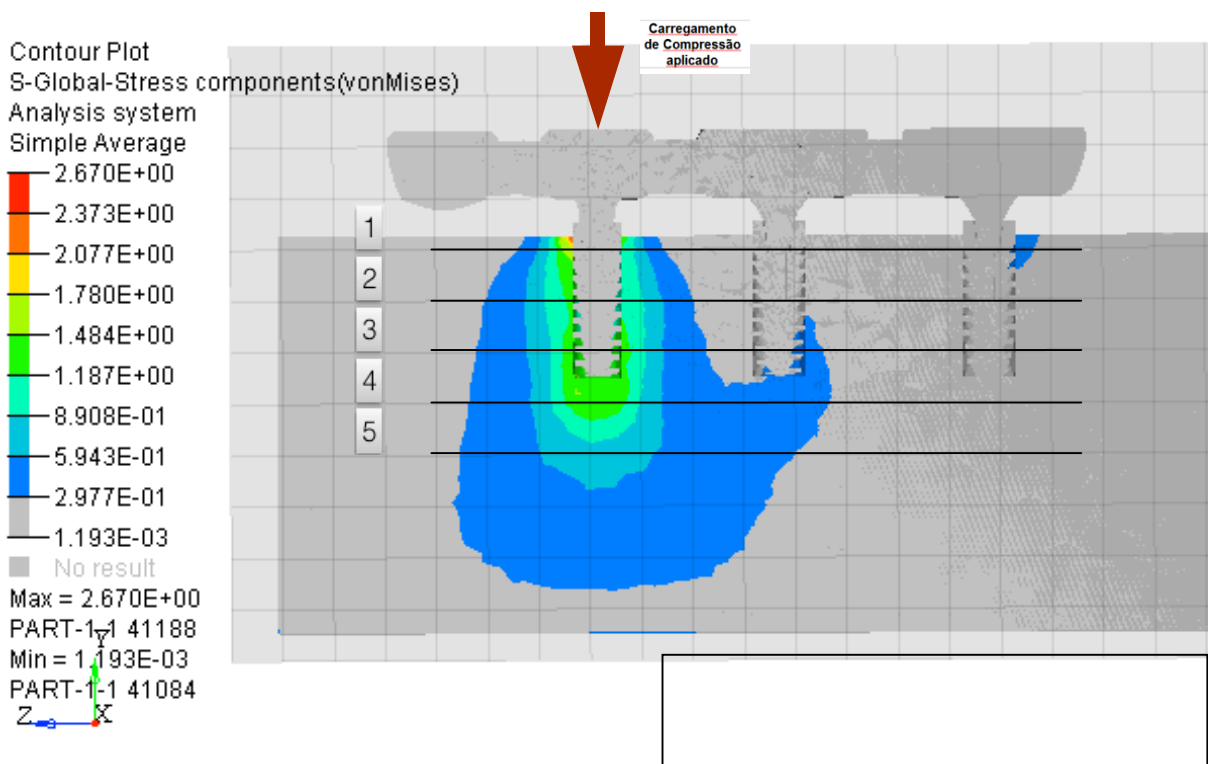 Carregamento
de Compressão
aplicado
Contour Plot
S-Global-Stress components(vonMises)
Analysis system
Simple Average
2.670E+00
2.373E+00
2.077E+00
1.780E+00
1.484E+00
1.187E+00
8.908E-01
5.943E-01
2.977E-01
1.193E-03
No result
Max = 2.670E+00
PART-1-1 41188
Min = 1.193E-03
PART-1-1 41084
Y
Z
X
1
2
3
4
5